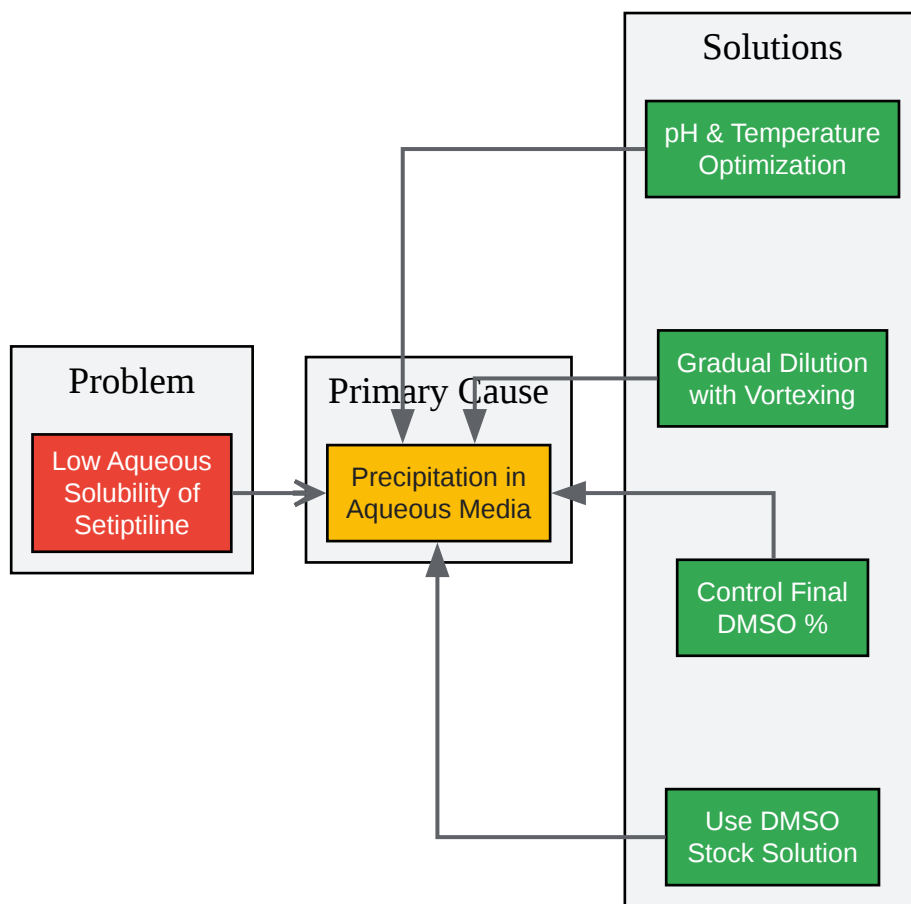 Solutions
pH & Temperature
Optimization
Gradual Dilution
with Vortexing
Control Final
DMSO %
Use DMSO
Stock Solution
Problem
Low Aqueous
Solubility of
Setiptiline
Primary Cause
Precipitation in
Aqueous Media